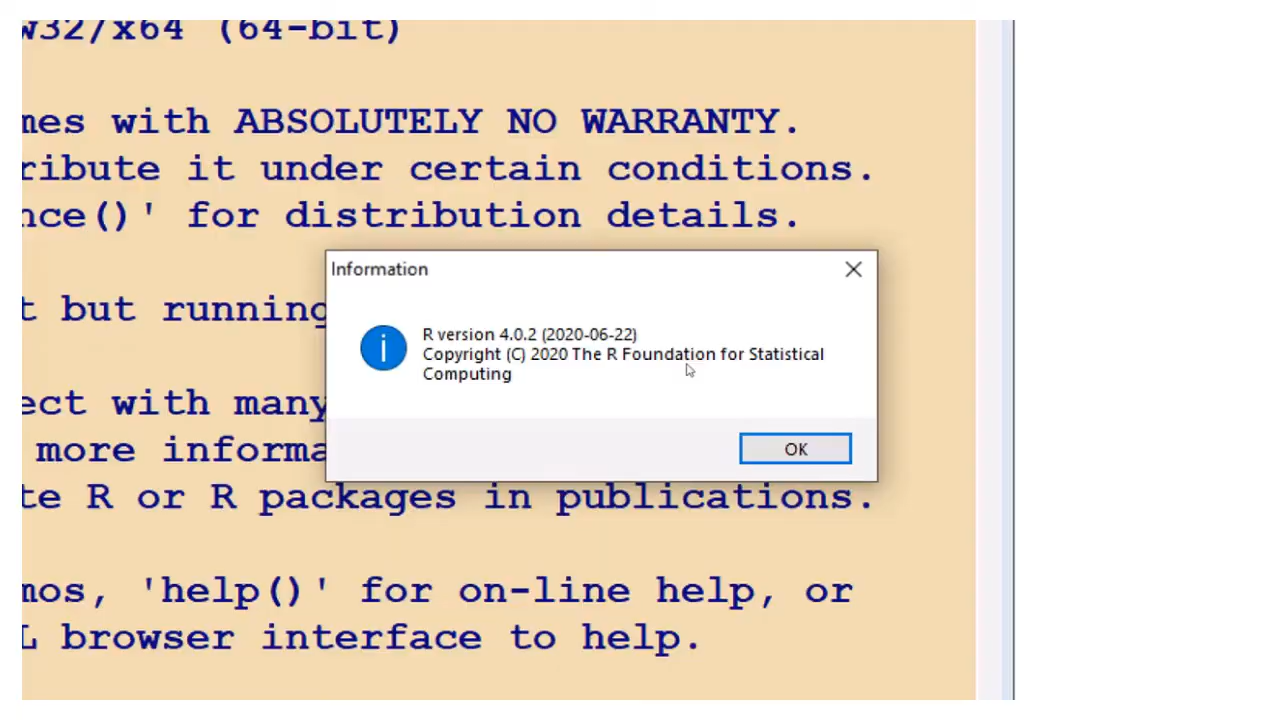 w32/x64 (64-bit)
mes with ABSOLUTELY NO WARRANTY.
ribute it under certain conditions.
nce()' for distribution details.
Information
t but running
R version 4.0.2 (2020-06-22)
Copyright (C) 2020 The R Foundation for Statistical
Computing
ect with many
OK
more informa
te R or R packages in publications.
mos, 'help()' for on-line help, or
L browser interface to help.